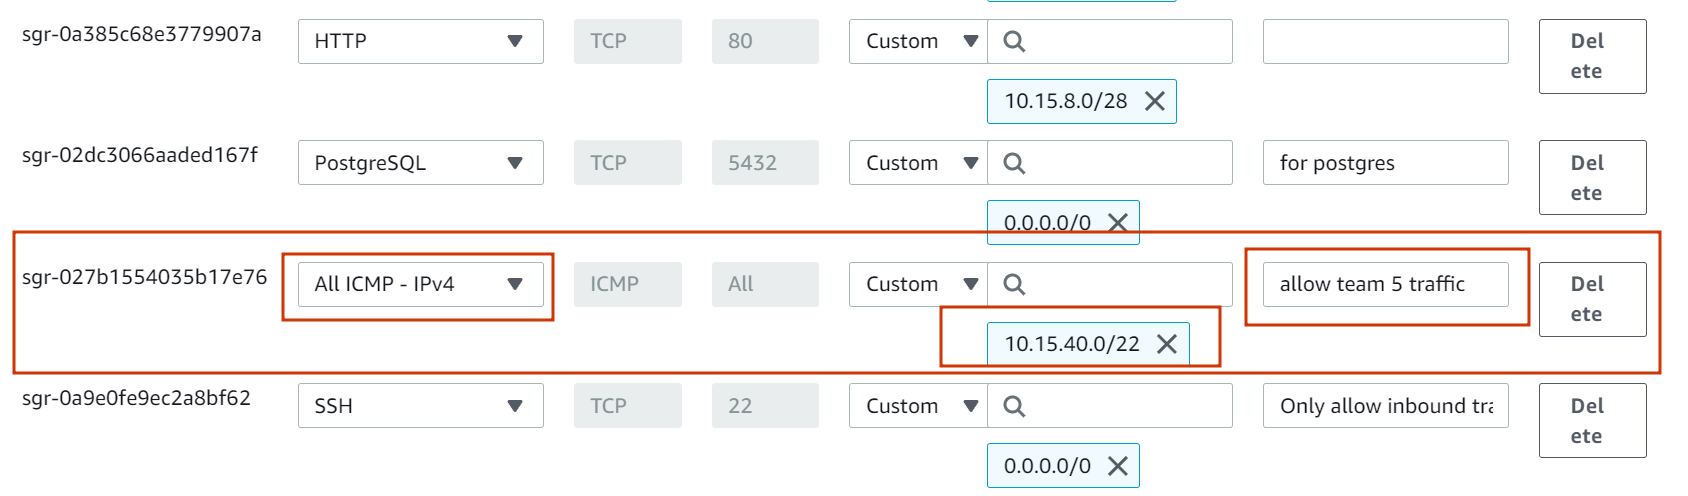 sgr-0a385c68e3779907a HTTP TCP 80 Custom Del
ete
10.15.8.0/28
sgr-02dc3066aaded167f PostgreSQL TCP 5432 Custom for postgres Del
ete
0.0.0.0/0
sgr-027b1554035b17e76 All ICMP - IPv4 ICMP All Custom allow team 5 traffic Del
ete
10.15.40.0/22
sgr-0a9e0fe9ec2a8bf62 SSH TCP 22 Custom Only allow inbound tra Del
ete
0.0.0.0/0